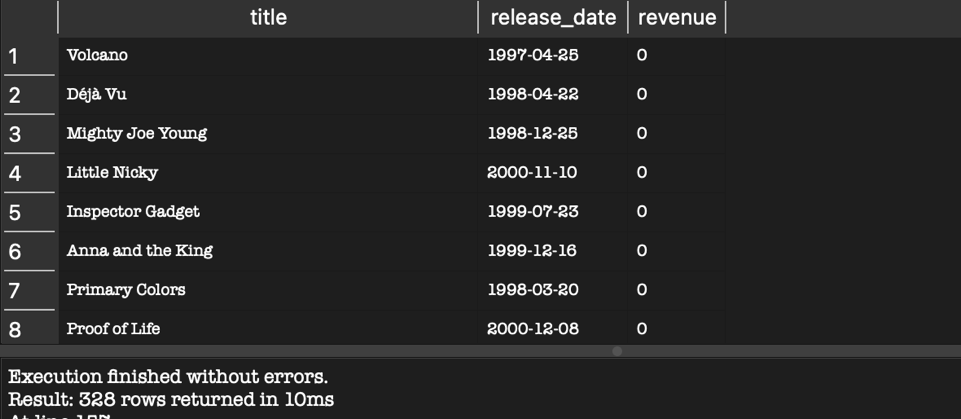 title release_date revenue
1 Volcano 1997-04-25 0
2 Déjà Vu 1998-04-22 0
3 Mighty Joe Young 1998-12-25 0
4 Little Nicky 2000-11-10 0
5 Inspector Gadget 1999-07-23 0
6 Anna and the King 1999-12-16 0
7 Primary Colors 1998-03-20 0
8 Proof of Life 2000-12-08 0
Execution finished without errors.
Result: 328 rows returned in 10ms
At line